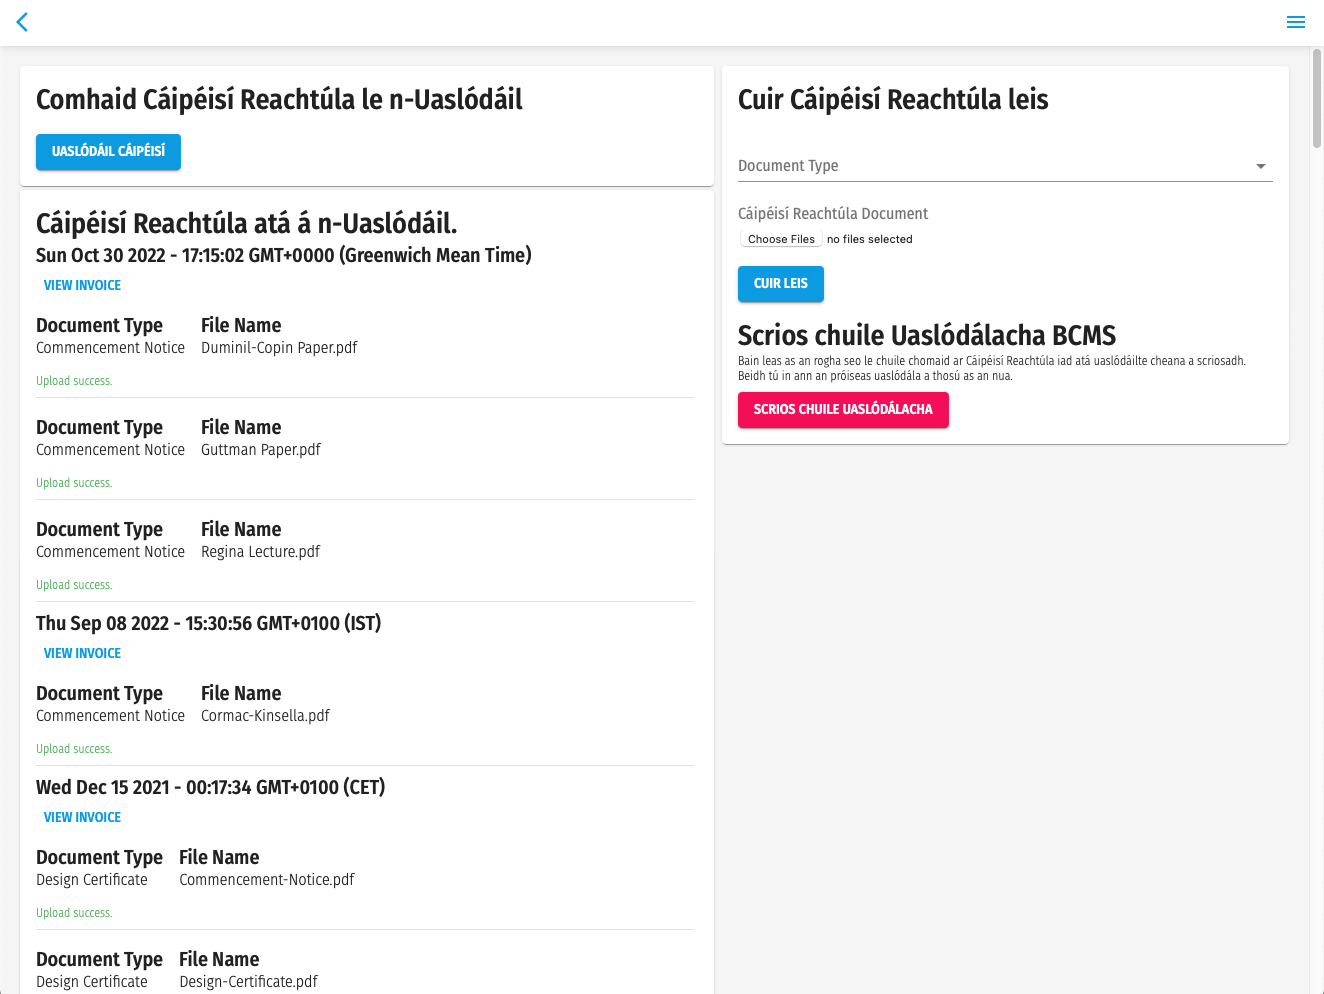 Comhaid Cáipéisí Reachtúla le n-Uaslódáil
UASLÓDÁIL CÁIPÉISÍ
Cáipéisí Reachtúla atá á n-Uaslódáil.
Sun Oct 30 2022 - 17:15:02 GMT+0000 (Greenwich Mean Time)
VIEW INVOICE
Document Type File Name
Commencement Notice Duminil-Copin Paper.pdf
Upload success.
Document Type File Name
Commencement Notice Guttman Paper.pdf
Upload success.
Document Type File Name
Commencement Notice Regina Lecture.pdf
Upload success.
Thu Sep 08 2022 - 15:30:56 GMT+0100 (IST)
VIEW INVOICE
Document Type File Name
Commencement Notice Cormac-Kinsella.pdf
Upload success.
Wed Dec 15 2021 - 00:17:34 GMT+0100 (CET)
VIEW INVOICE
Document Type File Name
Design Certificate Commencement-Notice.pdf
Upload success.
Document Type File Name
Design Certificate Design-Certificate.pdf
Cuir Cáipéisí Reachtúla leis
Document Type
Cáipéisí Reachtúla Document
Choose Files no files selected
CUIR LEIS
Scrios chuile Uaslódálacha BCMS
Bain leas as an rogha seo le chuile chomaid ar Cáipéisí Reachtúla iad atá uaslódáilte cheana a scriosadh.
Beidh tú in ann an próiseas uaslódála a thosú as an nua.
SCRIOS CHUILE UASLÓDÁLACHA